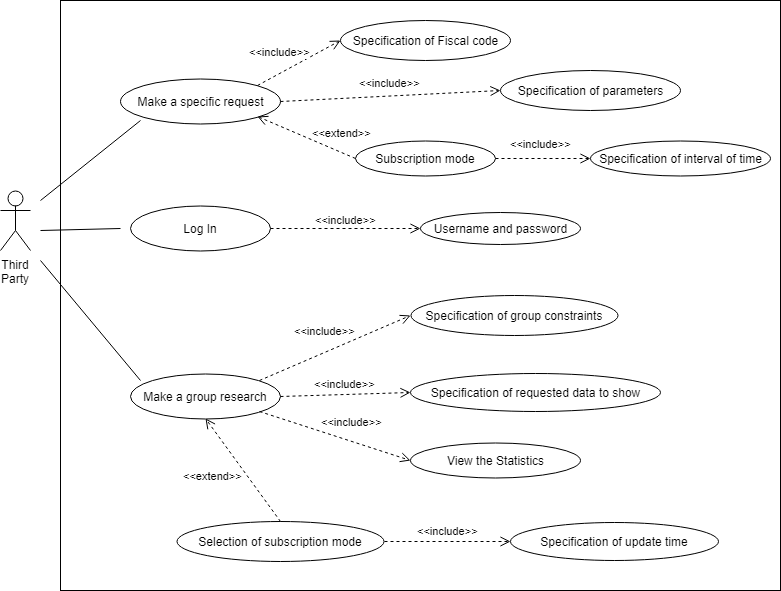 Specification of Fiscal code
<<include>>
Make a specific request
<<include>>
Specification of parameters
<<extend>>
Subscription mode
<<include>>
Specification of interval of time
Third
Party
Log In
<<include>>
Username and password
Specification of group constraints
<<include>>
Make a group research
<<include>>
Specification of requested data to show
<<include>>
View the Statistics
<<extend>>
Selection of subscription mode
<<include>>
Specification of update time